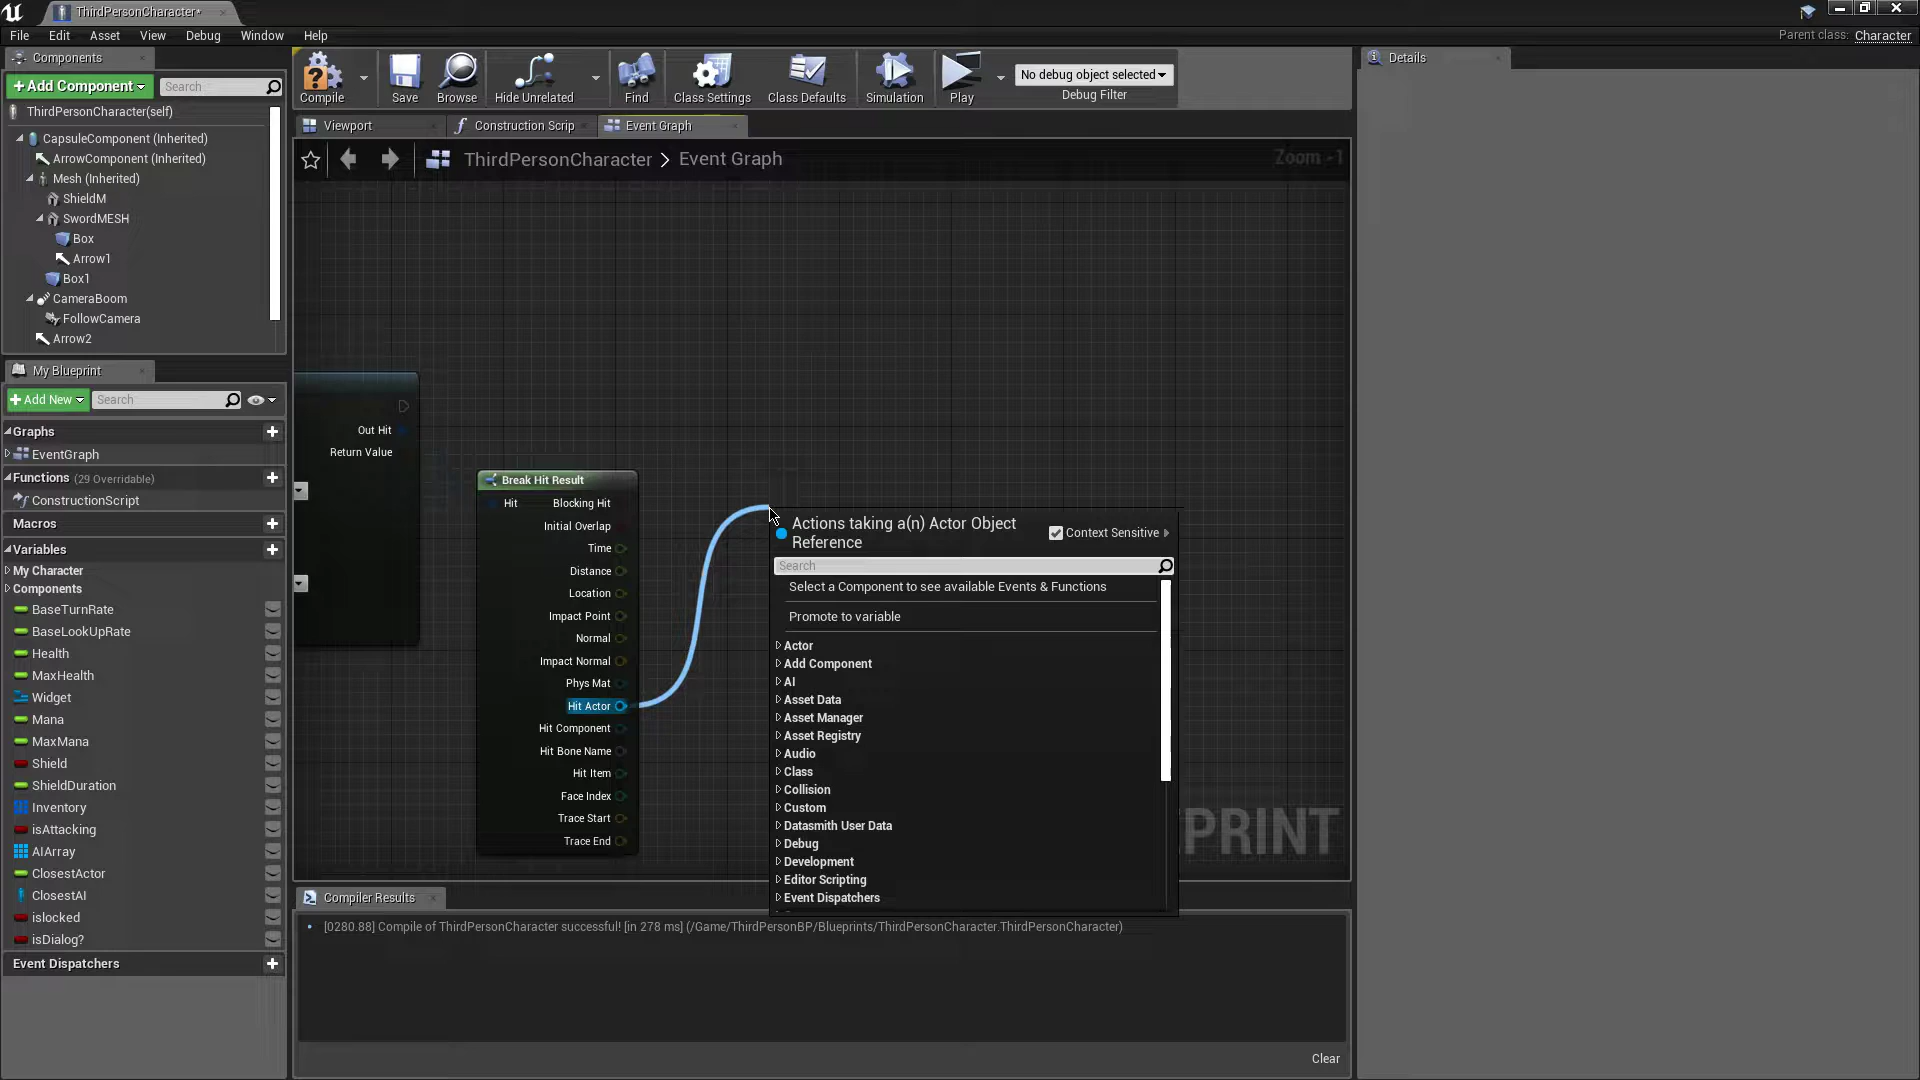 ThirdPersonCharacter*
File Edit Asset View Debug Window Help
Parent class: Character
Components
+ Add Component
Search
ThirdPersonCharacter(self)
CapsuleComponent (Inherited)
ArrowComponent (Inherited)
Mesh (Inherited)
ShieldM
SwordMESH
Box
Arrow1
Box1
CameraBoom
FollowCamera
Arrow2
My Blueprint
+ Add New
Search
Graphs
EventGraph
Functions (29 Overridable)
ConstructionScript
Macros
Variables
My Character
Components
BaseTurnRate
BaseLookUpRate
Health
MaxHealth
Widget
Mana
MaxMana
Shield
ShieldDuration
Inventory
isAttacking
AIArray
ClosestActor
ClosestAI
islocked
isDialog?
Event Dispatchers
Compile
Save
Browse
Hide Unrelated
Find
Class Settings
Class Defaults
Simulation
Play
No debug object selected
Debug Filter
Viewport
Construction Scrip
Event Graph
ThirdPersonCharacter > Event Graph
Zoom -1
Out Hit
Return Value
Break Hit Result
Hit Blocking Hit
Initial Overlap
Time
Distance
Location
Impact Point
Normal
Impact Normal
Phys Mat
Hit Actor
Hit Component
Hit Bone Name
Hit Item
Face Index
Trace Start
Trace End
Actions taking a(n) Actor Object
Reference
Context Sensitive
Search
Select a Component to see available Events & Functions
Promote to variable
Actor
Add Component
AI
Asset Data
Asset Manager
Asset Registry
Audio
Class
Collision
Custom
Datasmith User Data
Debug
Development
Editor Scripting
Event Dispatchers
PRINT
Compiler Results
[0280.88] Compile of ThirdPersonCharacter successful! [in 278 ms] (/Game/ThirdPersonBP/Blueprints/ThirdPersonCharacter.ThirdPersonCharacter)
Clear
Details